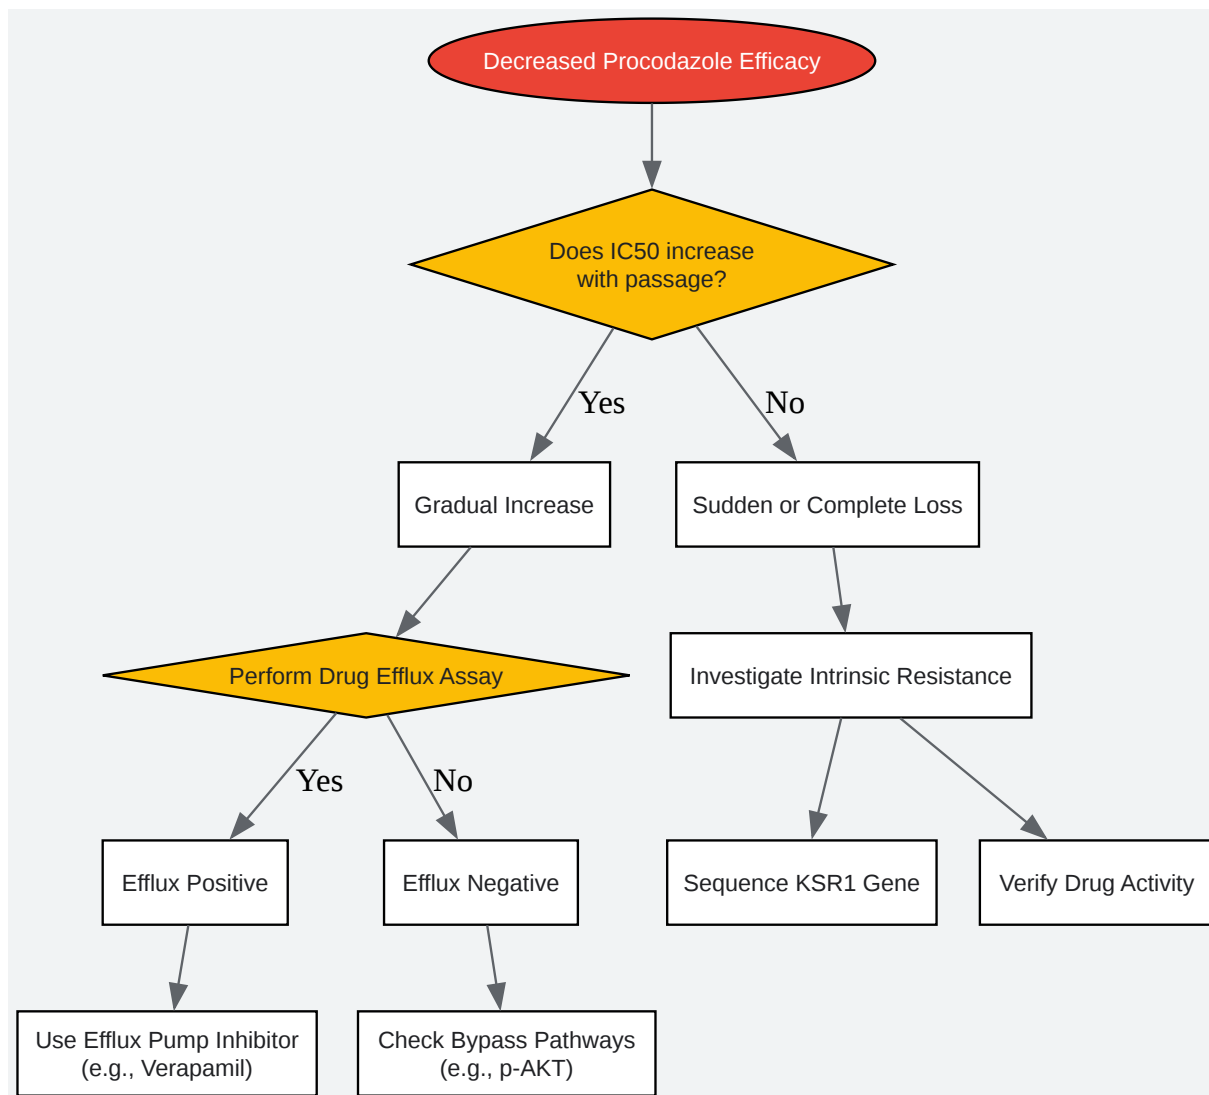 Decreased Procodazole Efficacy
Does IC50 increase
with passage?
Yes
No
Gradual Increase
Sudden or Complete Loss
Perform Drug Efflux Assay
Investigate Intrinsic Resistance
Yes
No
Efflux Positive
Efflux Negative
Sequence KSR1 Gene
Verify Drug Activity
Use Efflux Pump Inhibitor
(e.g., Verapamil)
Check Bypass Pathways
(e.g., p-AKT)